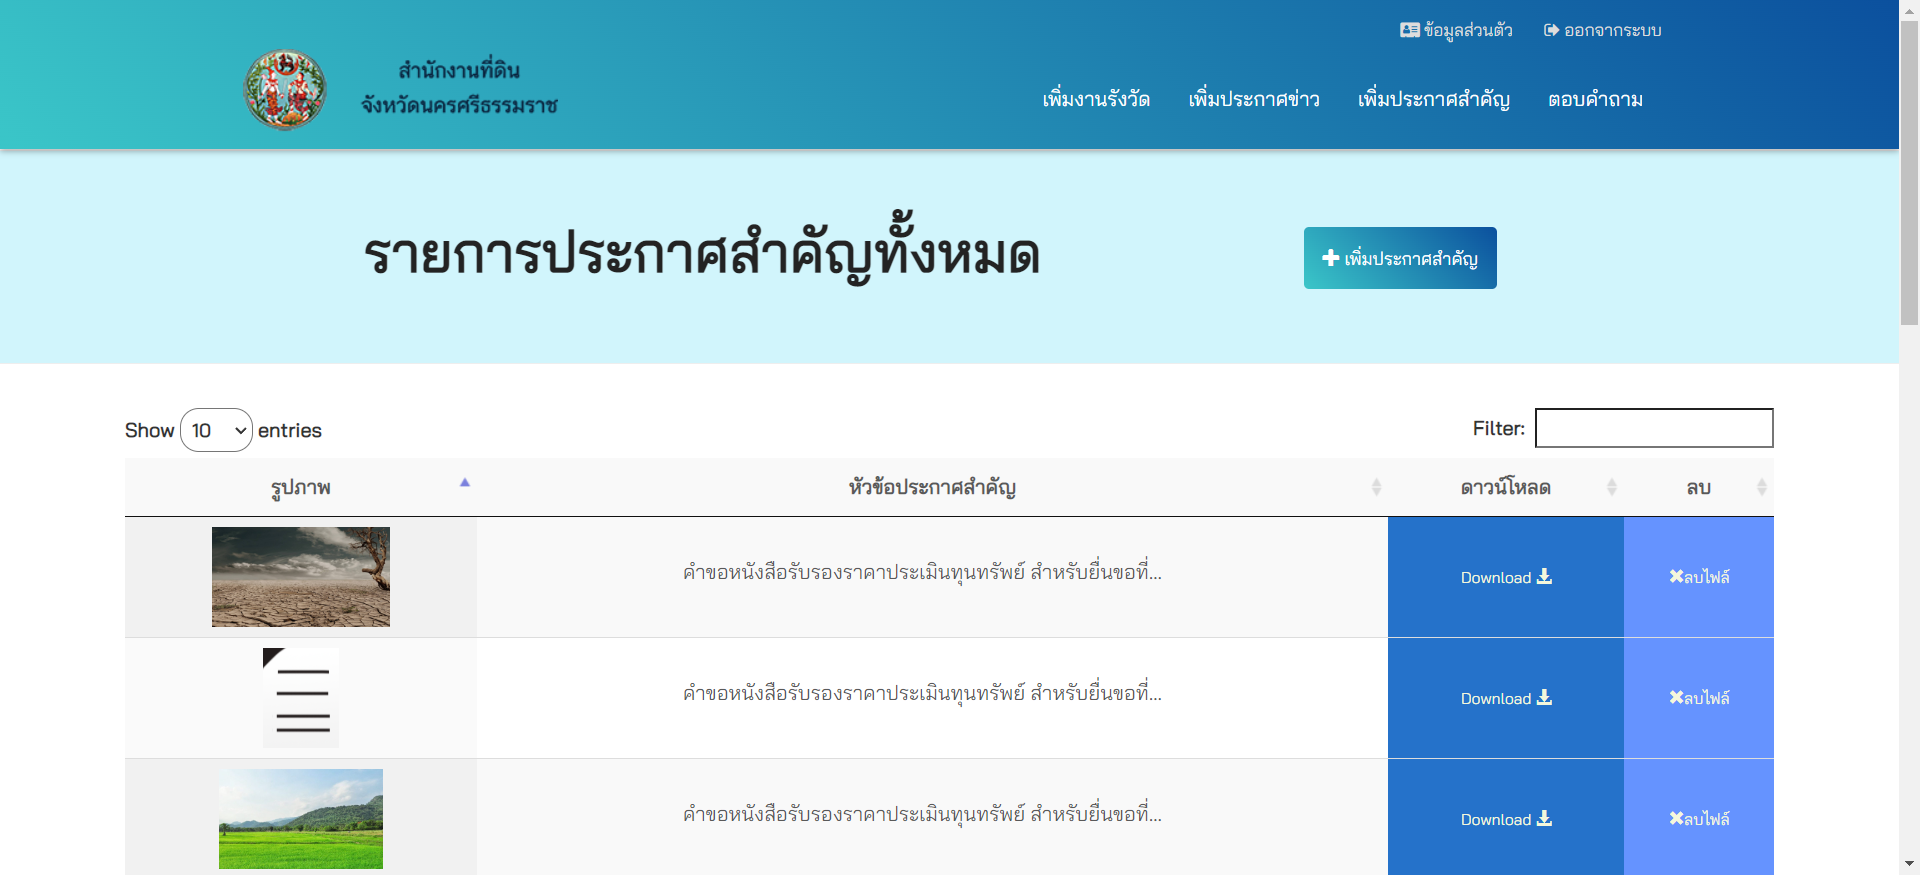 ข้อมูลส่วนตัว ออกจากระบบ
สำนักงานที่ดิน
จังหวัดนครศรีธรรมราช
เพิ่มงานรังวัด เพิ่มประกาศข่าว เพิ่มประกาศสำคัญ ตอบคำถาม
รายการประกาศสำคัญทั้งหมด
เพิ่มประกาศสำคัญ
Show 10 entries
Filter:
รูปภาพ หัวข้อประกาศสำคัญ ดาวน์โหลด ลบ
คำขอหนังสือรับรองราคาประเมินทุนทรัพย์ สำหรับยื่นขอที่... Download ลบไฟล์
คำขอหนังสือรับรองราคาประเมินทุนทรัพย์ สำหรับยื่นขอที่... Download ลบไฟล์
คำขอหนังสือรับรองราคาประเมินทุนทรัพย์ สำหรับยื่นขอที่... Download ลบไฟล์